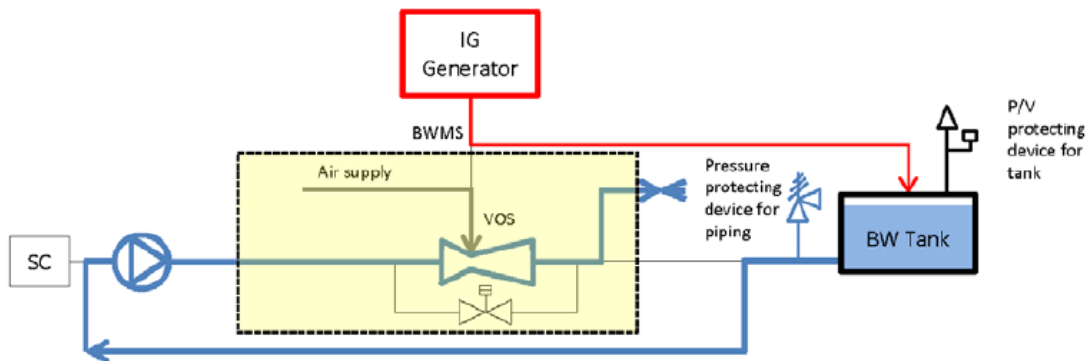 IG
Generator
BWMS
Air supply
VOS
SC
Pressure
protecting
device for
piping
P/V
protecting
device for
tank
BW Tank